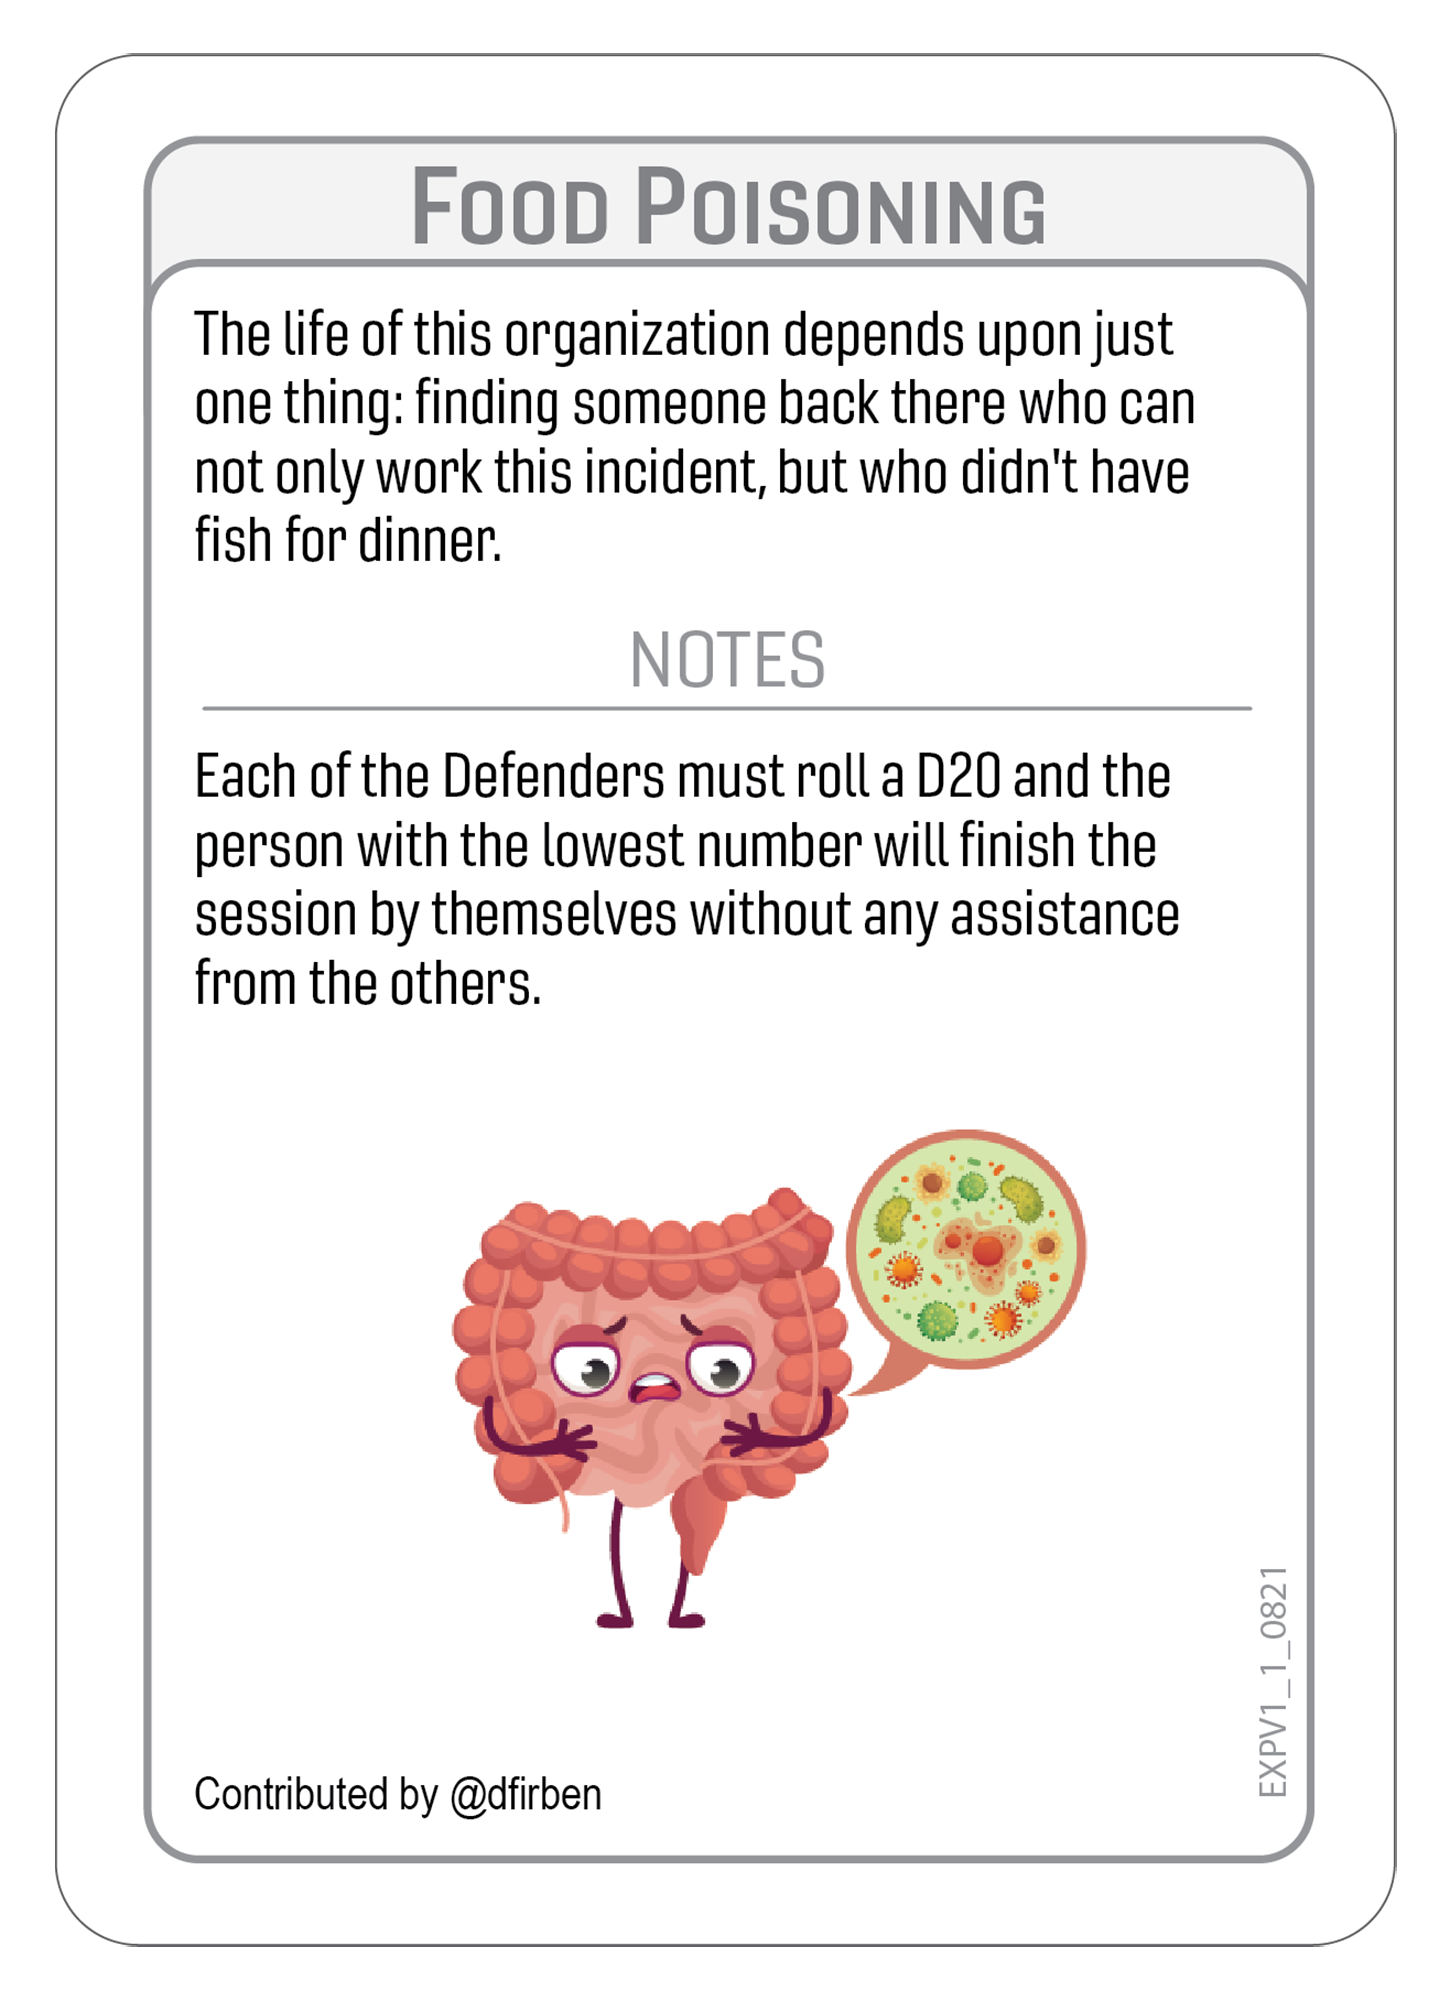 Food Poisoning
The life of this organization depends upon just
one thing: finding someone back there who can
not only work this incident, but who didn't have
fish for dinner.
NOTES
Each of the Defenders must roll a D20 and the
person with the lowest number will finish the
session by themselves without any assistance
from the others.
EXPV1_1_0821
Contributed by @dfirben